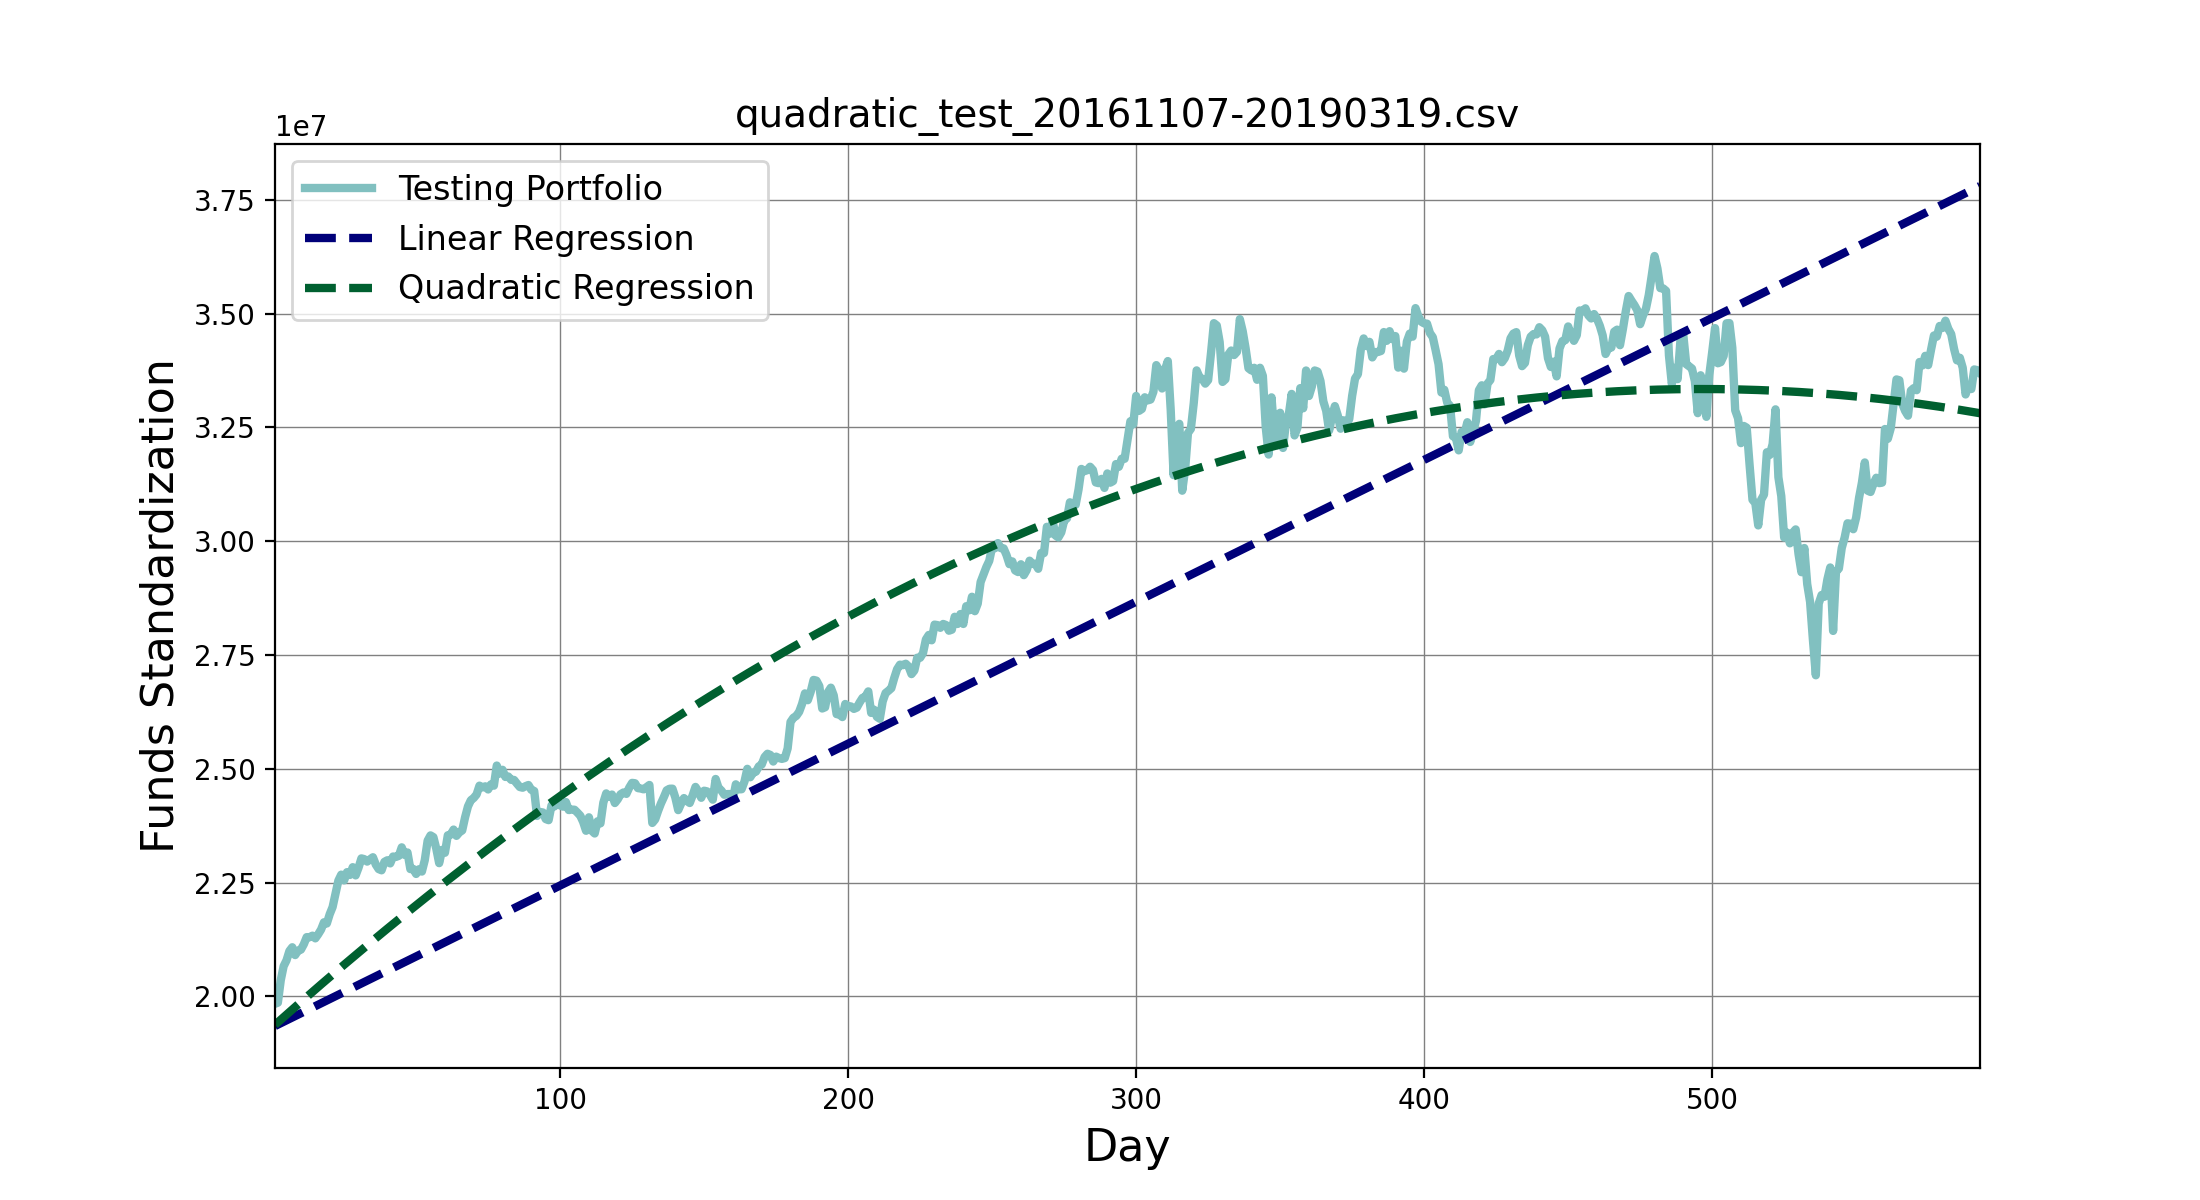 quadratic_test_20161107-20190319.csv
1e7
Testing Portfolio
Linear Regression
Quadratic Regression
3.75
3.50
3.25
3.00
2.75
2.50
2.25
2.00
Funds Standardization
100 200 300 400 500
Day